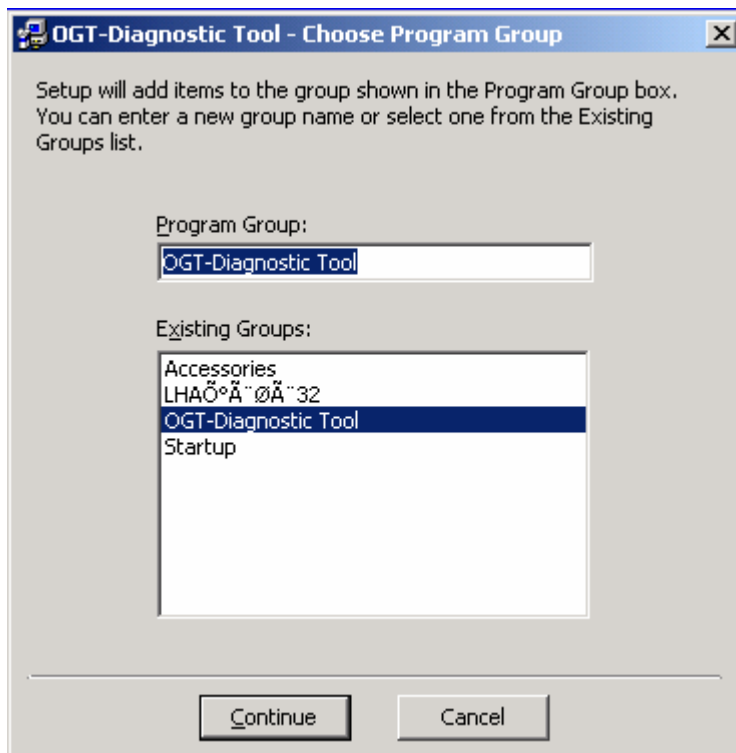 OGT-Diagnostic Tool - Choose Program Group
Setup will add items to the group shown in the Program Group box.
You can enter a new group name or select one from the Existing
Groups list.
Program Group:
OGT-Diagnostic Tool
Existing Groups:
Accessories
LHAÕºÃ¨ØÃ¨32
OGT-Diagnostic Tool
Startup
Continue
Cancel